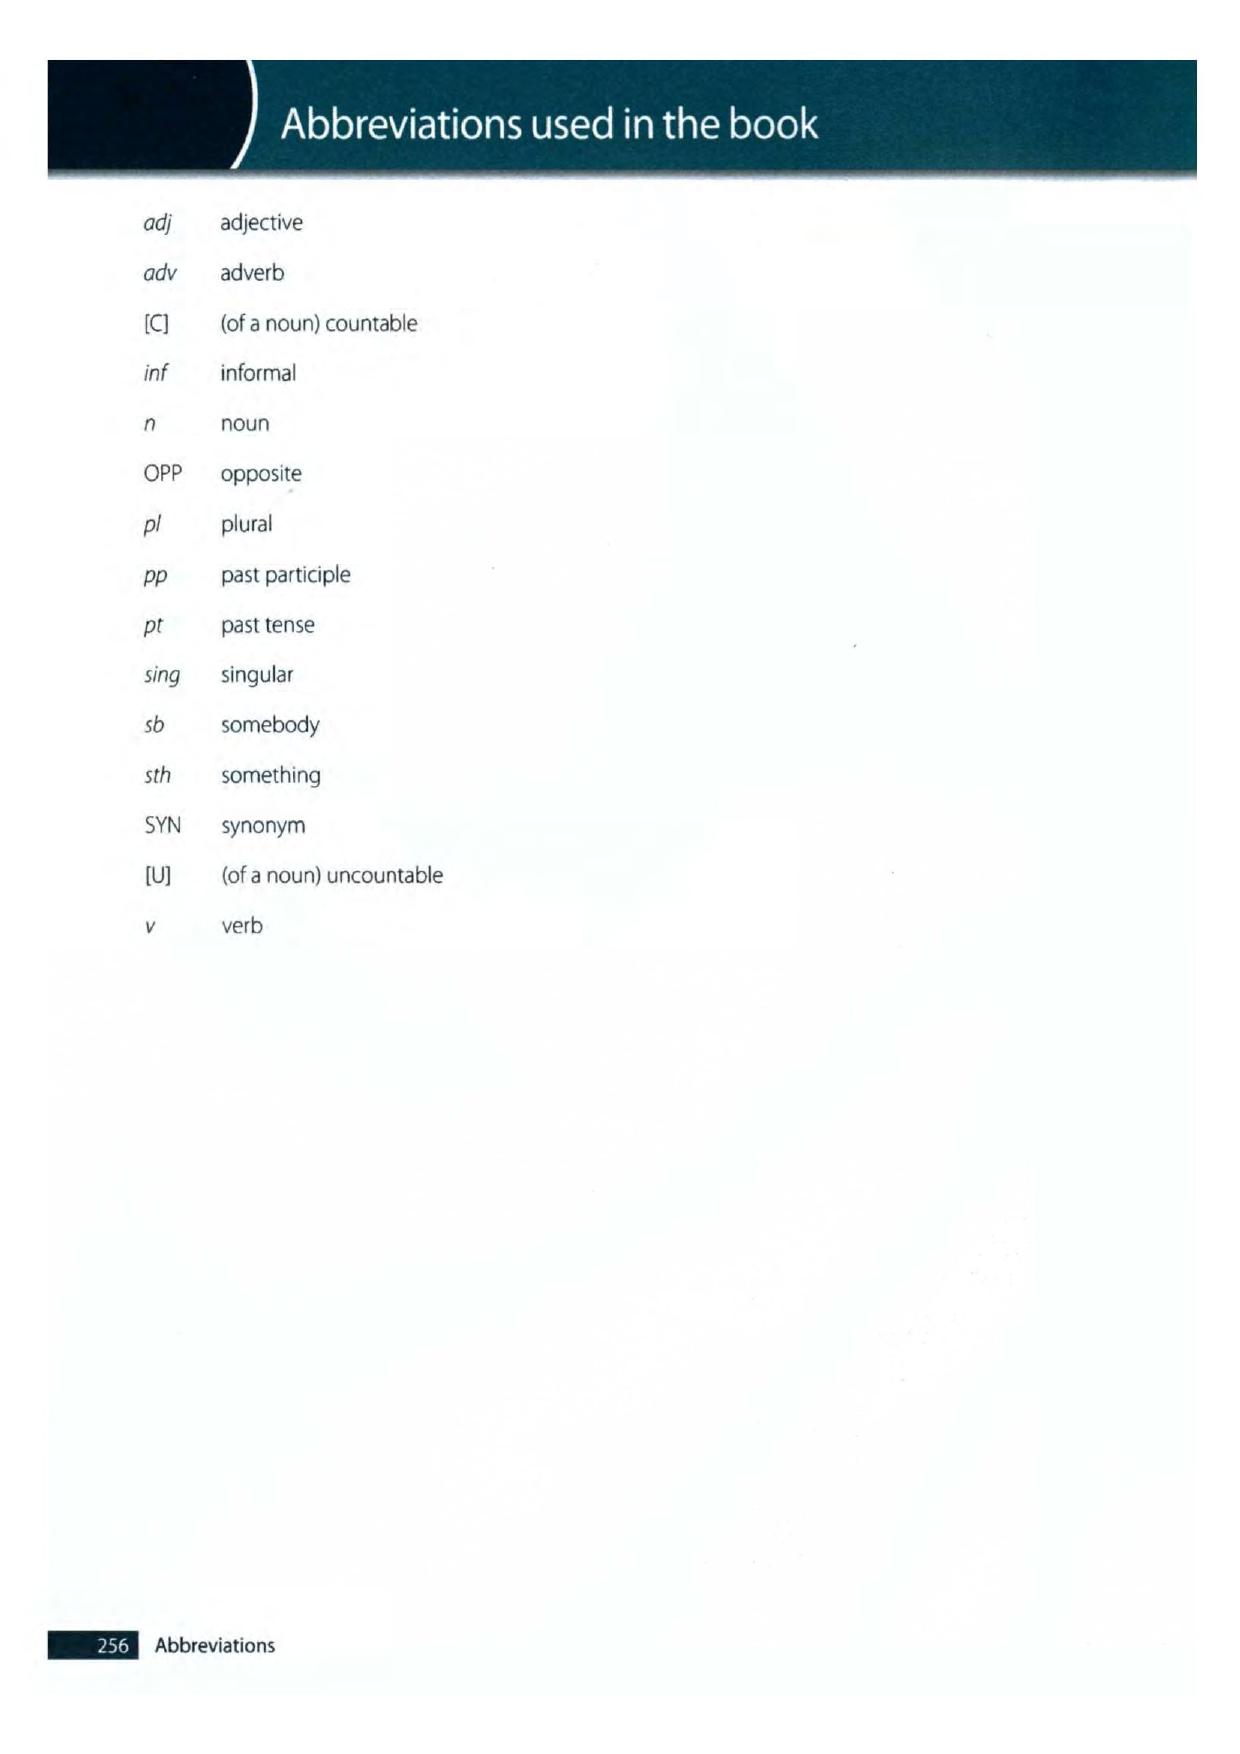 Abbreviations used in the book
adj adjective
adv adverb
[C] (of a noun) countable
inf informal
n noun
OPP opposite
pl plural
pp past participle
pt past tense
sing singular
sb somebody
sth something
SYN synonym
[U] (of a noun) uncountable
v verb
256 Abbreviations